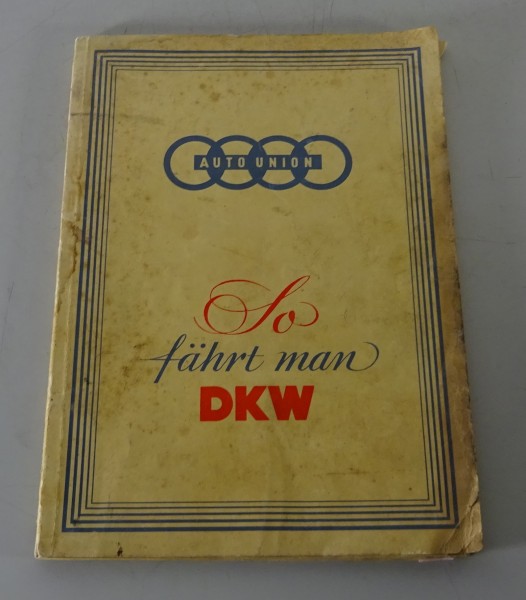 AUTO UNION
So
fährt man
DKW